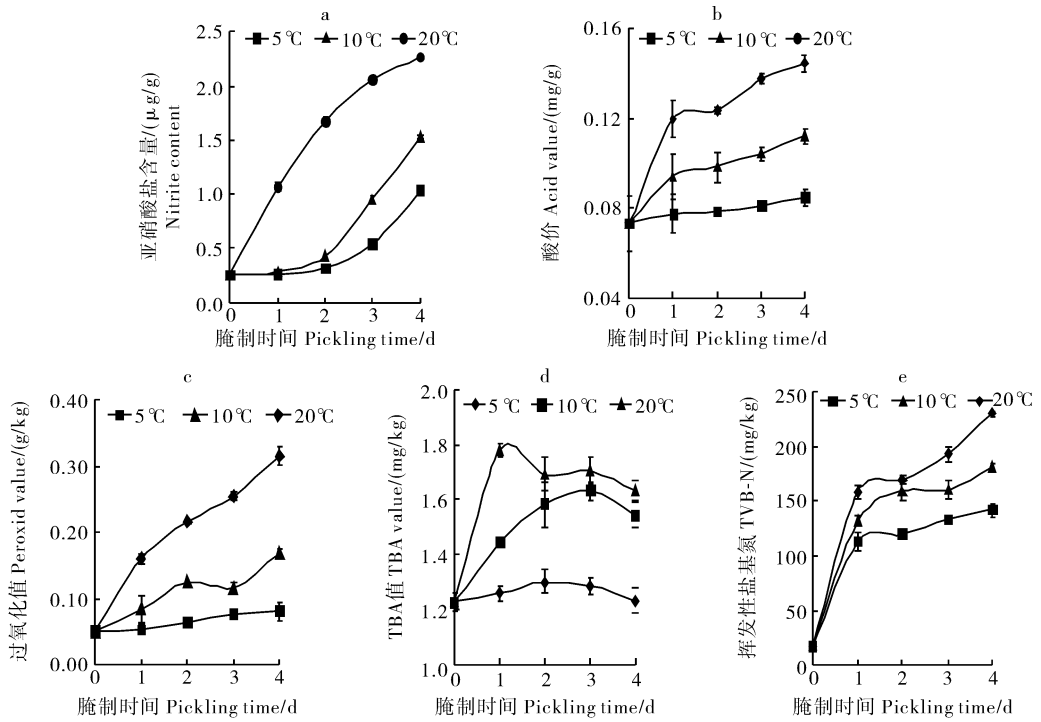 a
5℃ 10℃ 20℃
亚硝酸盐含量/(μg/g)
Nitrite content
2.5
2.0
1.5
1.0
0.5
0.0
0 1 2 3 4
腌制时间 Pickling time/d
b
5℃ 10℃ 20℃
酸价 Acid value/(mg/g)
0.16
0.12
0.08
0.04
0 1 2 3 4
腌制时间 Pickling time/d
c
5℃ 10℃ 20℃
过氧化值 Peroxid value/(g/kg)
0.40
0.30
0.20
0.10
0.00
0 1 2 3 4
腌制时间 Pickling time/d
d
5℃ 10℃ 20℃
TBA值 TBA value/(mg/kg)
2.0
1.8
1.6
1.4
1.2
1.0
0 1 2 3 4
腌制时间 Pickling time/d
e
5℃ 10℃ 20℃
挥发性盐基氮 TVB-N/(mg/kg)
250
200
150
100
50
0
0 1 2 3 4
腌制时间 Pickling time/d